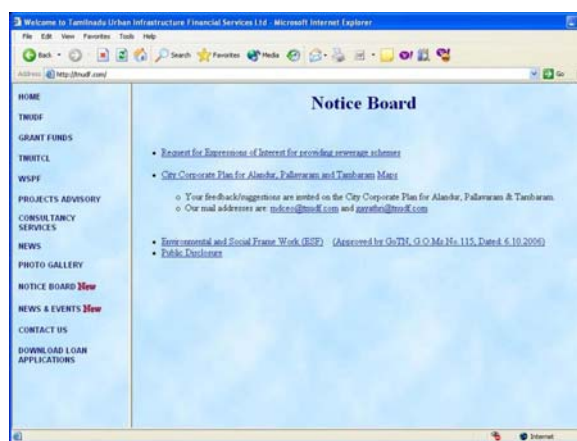 Welcome to Tamilnadu Urban Infrastructure Financial Services Ltd - Microsoft Internet Explorer
File Edit View Favorites Tools Help
Back Search Favorites Media
Address http://tnudf.com/ Go
HOME
TNUDF
GRANT FUNDS
TNUITCL
WSPF
PROJECTS ADVISORY
CONSULTANCY
SERVICES
NEWS
PHOTO GALLERY
NOTICE BOARD New
NEWS & EVENTS New
CONTACT US
DOWNLOAD LOAN
APPLICATIONS
Notice Board
Request for Expressions of Interest for providing sewerage schemes
City Corporate Plan for Alandur, Pallavaram and Tambaram Maps
Your feedback/suggestions are invited on the City Corporate Plan for Alandur, Pallavaram & Tambaram.
Our mail addresses are: mdceo@tnudf.com and gayathri@tnudf.com
Environmental and Social Frame Work (ESF) (Approved by GoTN, G.O.Ms No.115, Dated: 6.10.2006)
Public Disclosure
Internet